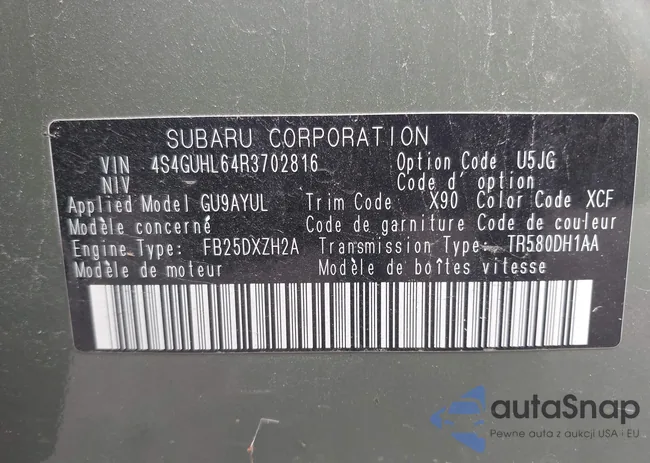 SUBARU CORPORATION
VIN 4S4GUHL64R3702816 Option Code U5JG
NIV Code d' option
Applied Model GU9AYUL Trim Code X90 Color Code XCF
Modèle concerné Code de garniture Code de couleur
Engine Type: FB25DXZH2A Transmission Type: TR580DH1AA
Modèle de moteur Modèle de boîtes vitesse
autaSnap
Pewne auta z aukcji USA i EU